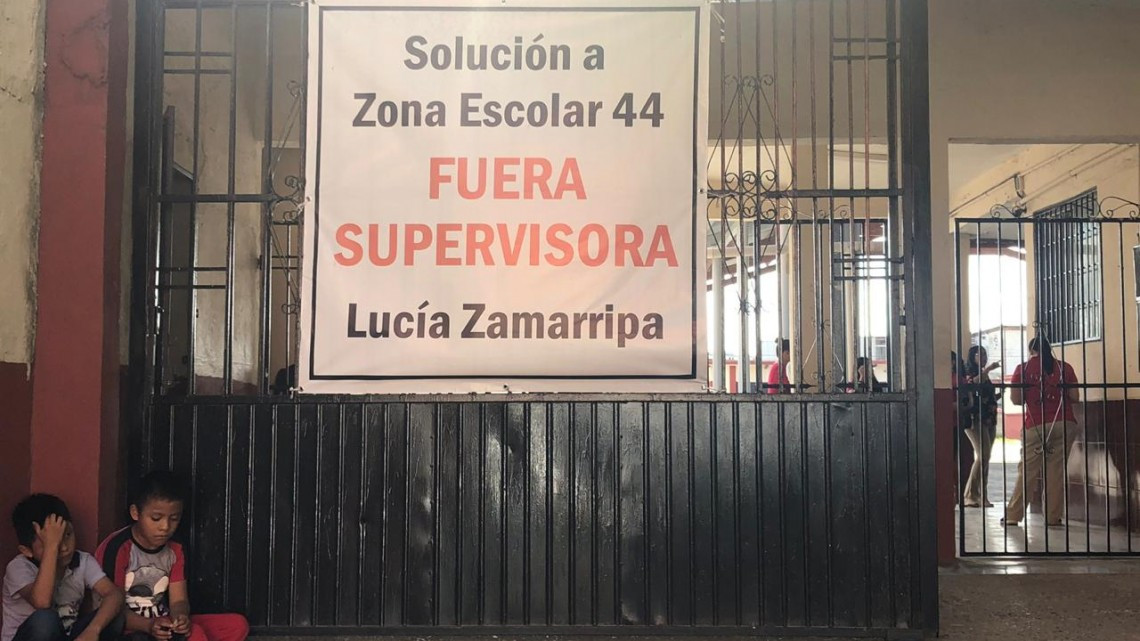 Solución a
Zona Escolar 44
FUERA
SUPERVISORA
Lucía Zamarripa